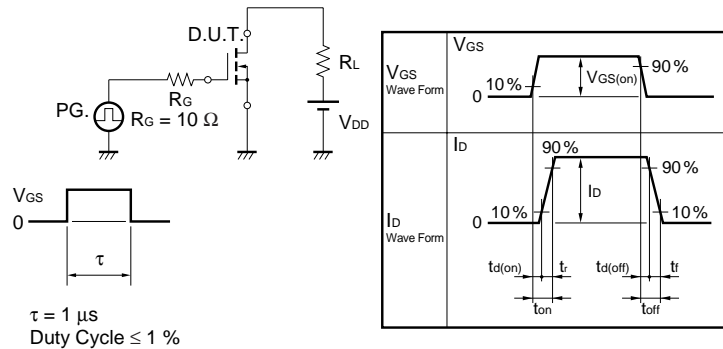 D.U.T.
RL
PG.
RG
RG = 10 Ω
VDD
VGS
0
τ
τ = 1 μs
Duty Cycle ≤ 1 %
VGS
Wave Form
VGS
10 %
0
VGS(on)
90 %
ID
Wave Form
ID
90 %
90 %
10 %
0
ID
10 %
td(on)
tr
td(off)
tf
ton
toff